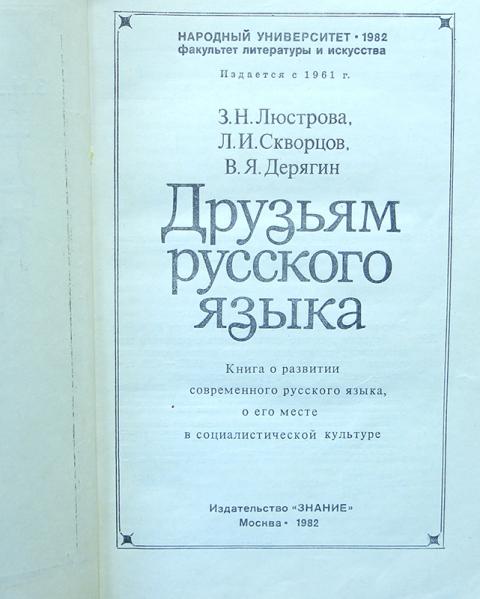 НАРОДНЫЙ УНИВЕРСИТЕТ • 1982
факультет литературы и искусства
Издается с 1961 г.
З. Н. Люстрова,
Л. И. Скворцов,
В. Я. Дерягин
Друзьям
русского
языка
Книга о развитии
современного русского языка,
о его месте
в социалистической культуре
Издательство «ЗНАНИЕ»
Москва • 1982